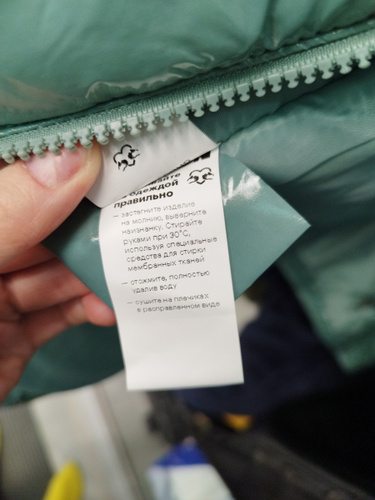 одеждой
правильно
— застегните изделие
на молнию, выверните
наизнанку. Стирайте
руками при 30°С,
используя специальные
средства для стирки
мембранных тканей
— отожмите, полностью
удалив воду
— сушите на плечиках
в расправленном виде